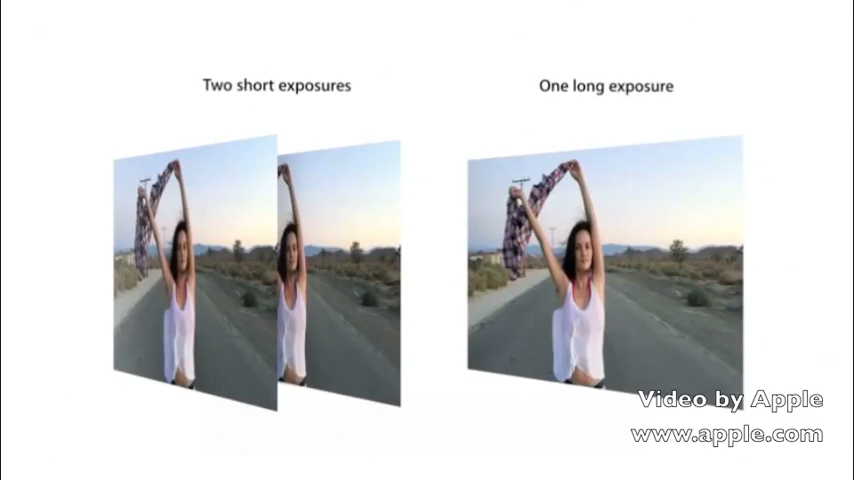 Two short exposures
One long exposure
Video by Apple
www.apple.com